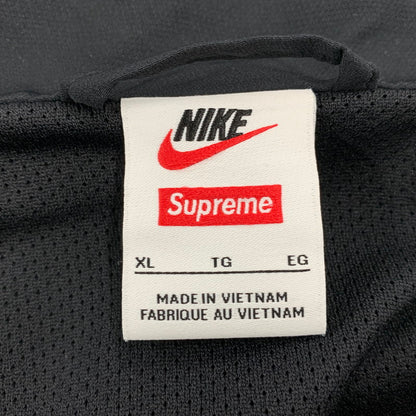 NIKE
Supreme
XL TG EG
MADE IN VIETNAM
FABRIQUE AU VIETNAM